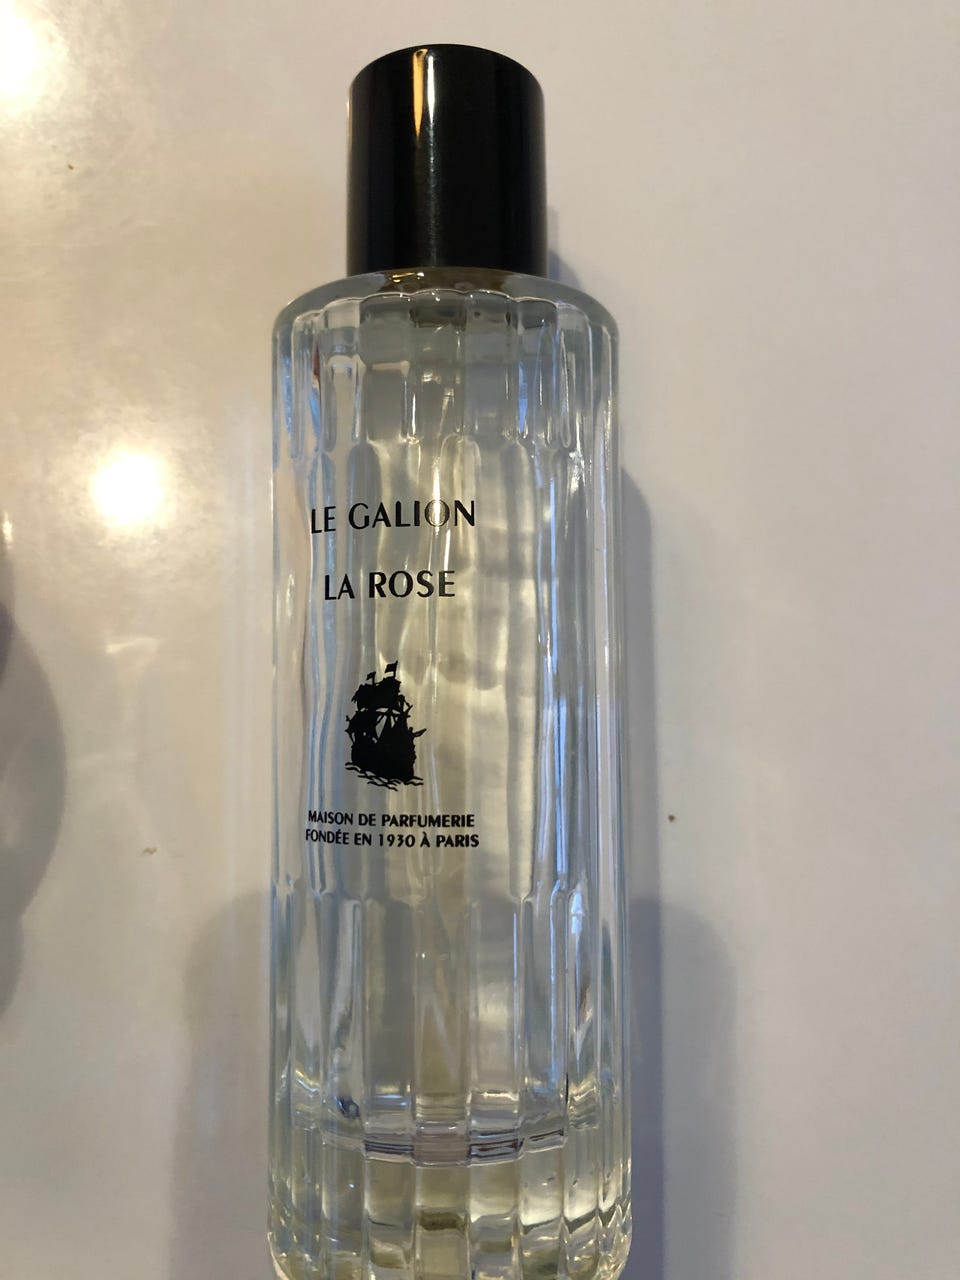 LE GALION
LA ROSE
MAISON DE PARFUMERIE
FONDÉE EN 1930 À PARIS